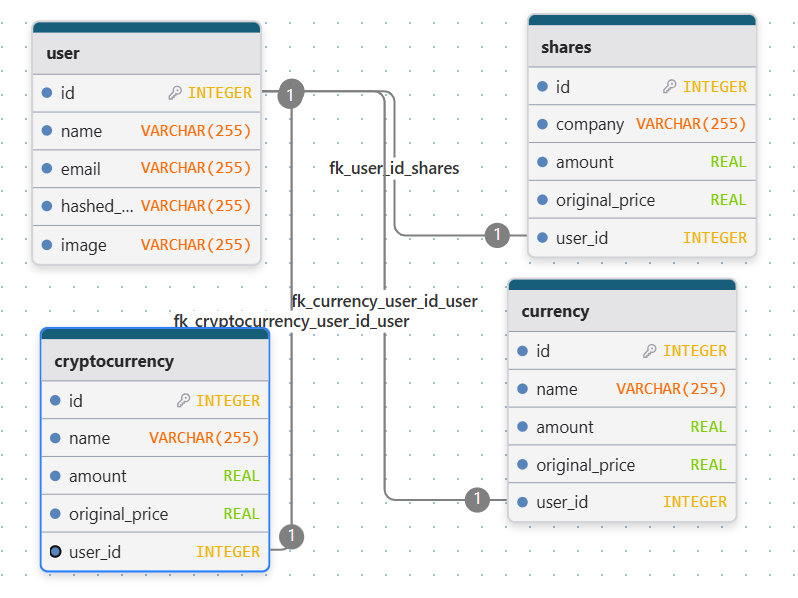 user
id INTEGER
name VARCHAR(255)
email VARCHAR(255)
hashed_... VARCHAR(255)
image VARCHAR(255)
1
shares
id INTEGER
company VARCHAR(255)
amount REAL
original_price REAL
user_id INTEGER
fk_user_id_shares
1
fk_currency_user_id_user
fk_cryptocurrency_user_id_user
currency
id INTEGER
name VARCHAR(255)
amount REAL
original_price REAL
user_id INTEGER
1
cryptocurrency
id INTEGER
name VARCHAR(255)
amount REAL
original_price REAL
user_id INTEGER
1